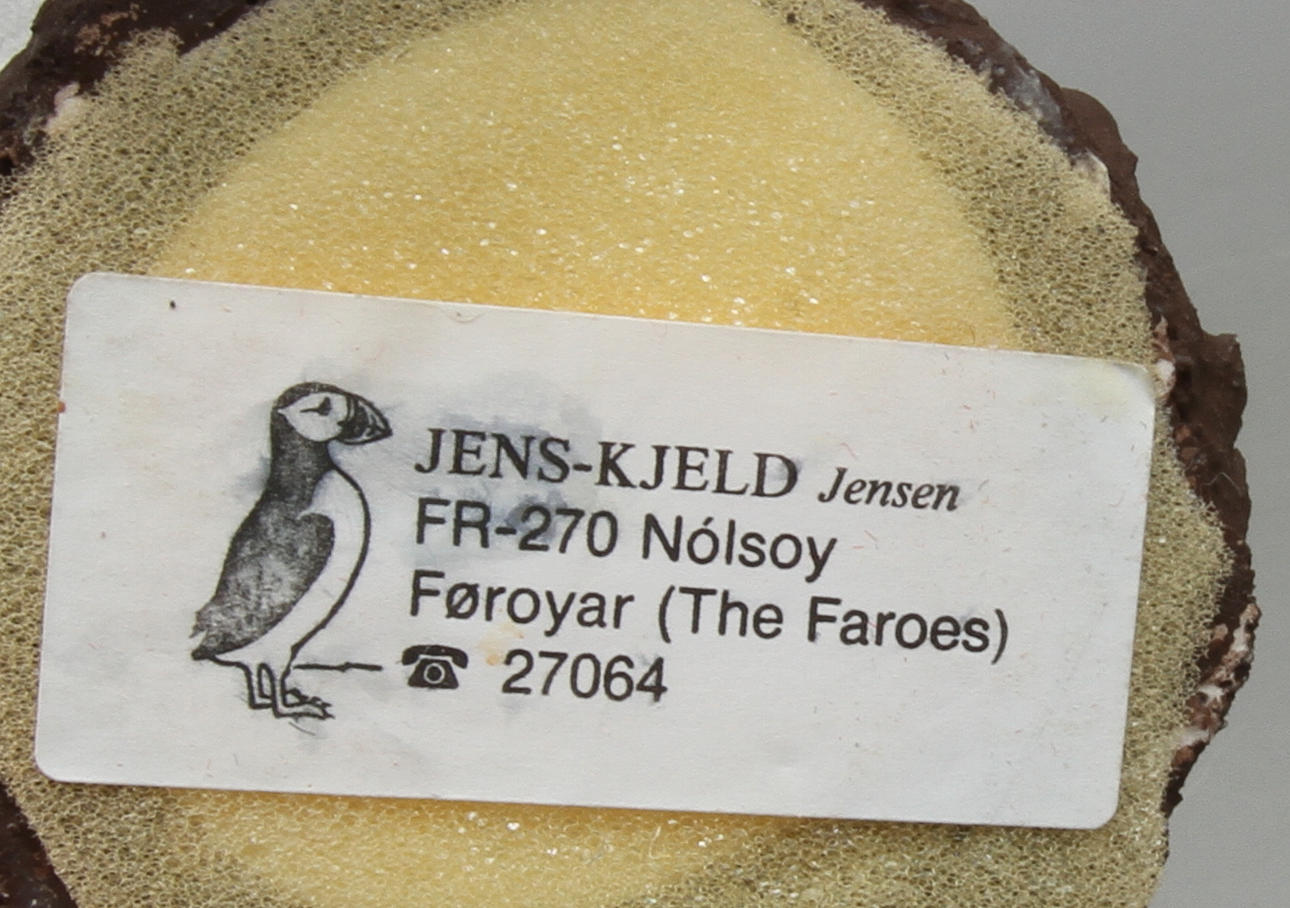 JENS-KJELD Jensen
FR-270 Nólsoy
Føroyar (The Faroes)
☎ 27064